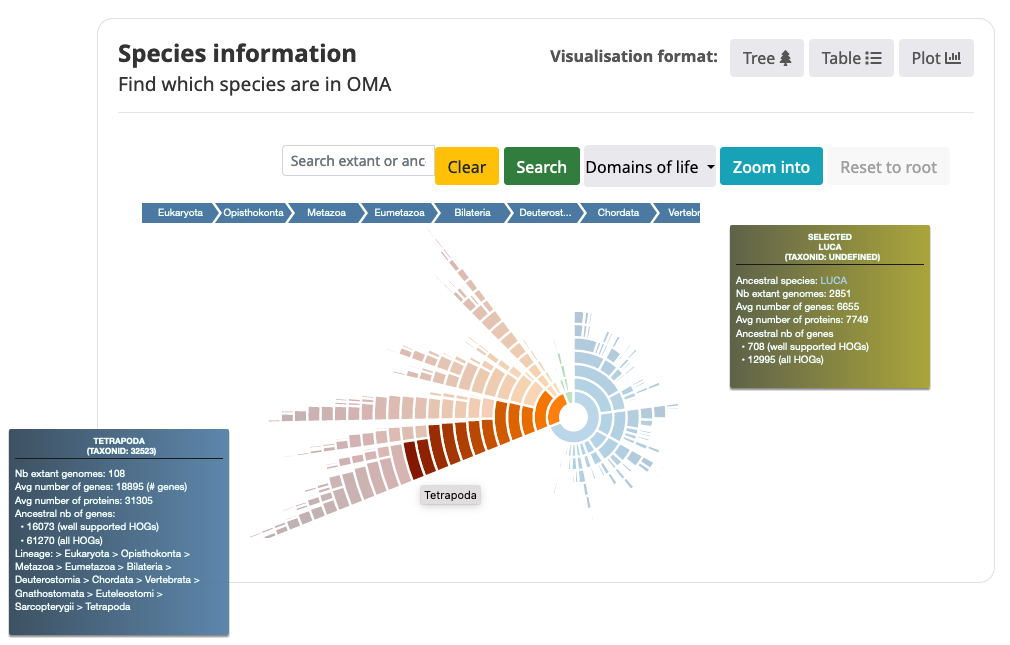 Species information
Visualisation format:
Tree
Table
Plot
Find which species are in OMA
Search extant or anc
Clear
Search
Domains of life
Zoom into
Reset to root
Eukaryota
Opisthokonta
Metazoa
Eumetazoa
Bilateria
Deuterost...
Chordata
Vertebr
SELECTED
LUCA
(TAXONID: UNDEFINED)
Ancestral species: LUCA
Nb extant genomes: 2851
Avg number of genes: 6655
Avg number of proteins: 7749
Ancestral nb of genes
• 708 (well supported HOGs)
• 12995 (all HOGs)
TETRAPODA
(TAXONID: 32523)
Nb extant genomes: 108
Avg number of genes: 18895 (# genes)
Avg number of proteins: 31305
Ancestral nb of genes:
• 16073 (well supported HOGs)
• 61270 (all HOGs)
Lineage: > Eukaryota > Opisthokonta >
Metazoa > Eumetazoa > Bilateria >
Deuterostomia > Chordata > Vertebrata >
Gnathostomata > Euteleostomi >
Sarcopterygii > Tetrapoda
Tetrapoda